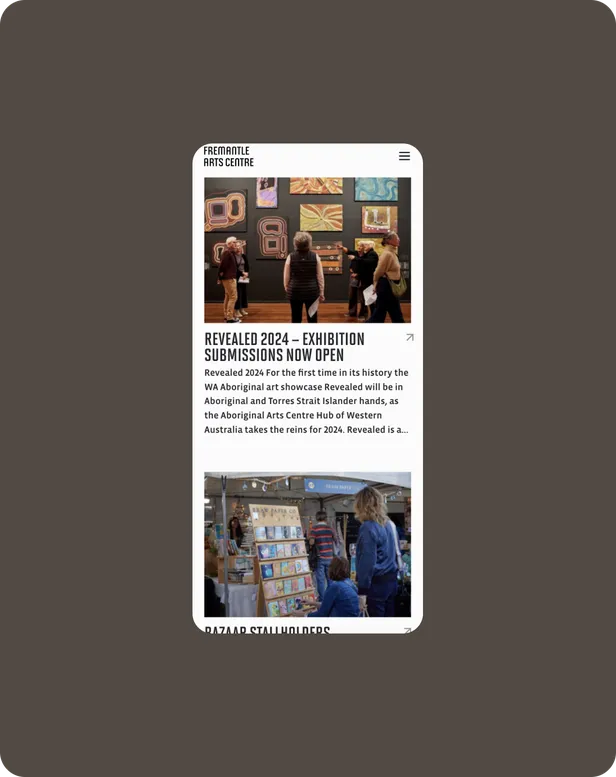 FREMANTLE
ARTS CENTRE
REVEALED 2024 – EXHIBITION
SUBMISSIONS NOW OPEN
Revealed 2024 For the first time in its history the
WA Aboriginal art showcase Revealed will be in
Aboriginal and Torres Strait Islander hands, as
the Aboriginal Arts Centre Hub of Western
Australia takes the reins for 2024. Revealed is a...
BAZAAR STALLHOLDERS